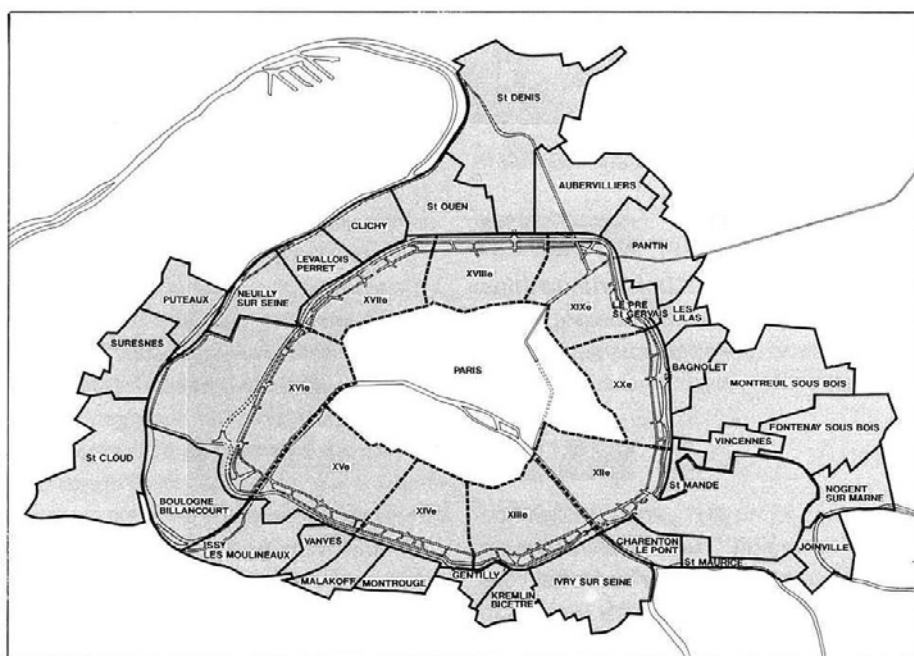 St DENIS
AUBERVILLIERS
St OUEN
CLICHY
PANTIN
LEVALLOIS
PERRET
XVIIIe
NEUILLY
SUR SEINE
XVIIe
XIXe
LE PRE
St GERVAIS
LES
LILAS
PUTEAUX
SURESNES
BAGNOLET
PARIS
XVIe
XXe
MONTREUIL SOUS BOIS
FONTENAY SOUS BOIS
VINCENNES
St CLOUD
XVe
XIIe
St MANDE
NOGENT
SUR MARNE
BOULOGNE
BILLANCOURT
XIVe
XIIIe
ISSY
LES MOULINEAUX
VANVES
CHARENTON
LE PONT
JOINVILLE
St MAURICE
MALAKOFF
MONTROUGE
GENTILLY
KREMLIN
BICETRE
IVRY SUR SEINE